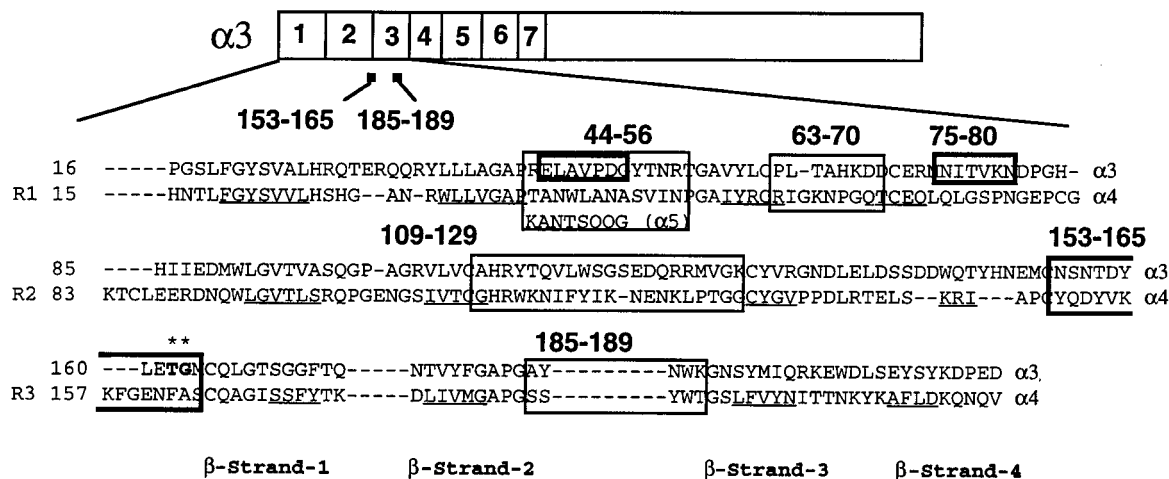 α3 1 2 3 4 5 6 7
153-165 185-189
44-56 63-70 75-80
16 -----PGSLFGYSVALHRQTERQQRYLLLAGAPRELAVPDGYTNRTGAVYLCPL-TAHKDDCERMNITVKNDPGH- α3
R1 15 HNTLFGYSVVLHSHG--AN-RWLLVGAPTANWLANASVINPGAIYRCRIGKNPGQTCEQLQLGSPNGEPCG α4
KANTSOOG (α5)
109-129 153-165
85 ----HIIEDMWLGVTVASQGP-AGRVLVCAHRYTQVLWSGSEDQRRMVGKCYVRGNDLELDSSDDWQTYHNEMCNSNTDY α3
R2 83 KTCLEERDNQWLGVTLSRQPGENGSIVTCGHRWKNIFYIK-NENKLPTGGCYGVPPDLRTELS--KRI---APCYQDYVK α4
** 185-189
160 ---LETGNCQLGTSGGFTQ-----NTVYFGAPGAY---------NWKGNSYMIQRKEWDLSEYSYKDPED α3
R3 157 KFGENFASCQAGISSFYTK-----DLIVMGAPGSS---------YWTGSLFVYNITTNKYKAFLDKQNQV α4
β-Strand-1 β-Strand-2 β-Strand-3 β-Strand-4